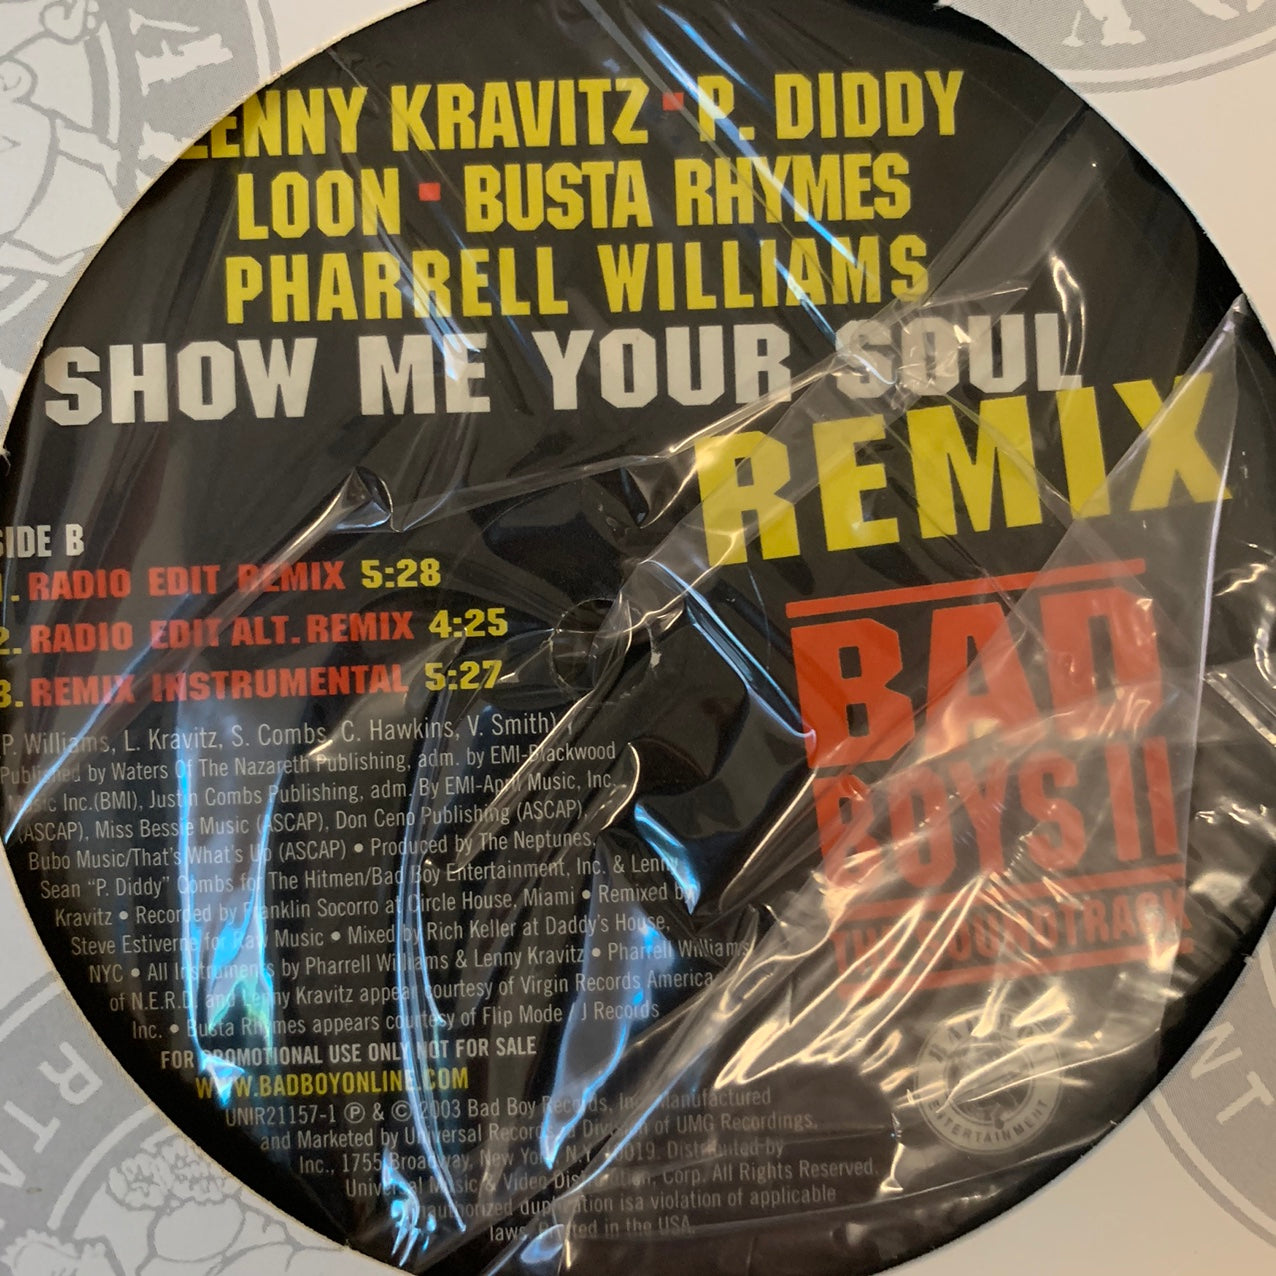 LENNY KRAVITZ ▪ P. DIDDY
LOON ▪ BUSTA RHYMES
PHARRELL WILLIAMS
SHOW ME YOUR SOUL
REMIX
SIDE B
1. RADIO EDIT REMIX 5:28
2. RADIO EDIT ALT. REMIX 4:25
3. REMIX INSTRUMENTAL 5:27
BAD
BOYS II
THE SOUNDTRACK
P. Williams, L. Kravitz, S. Combs, C. Hawkins, V. Smith)
Published by Waters Of The Nazareth Publishing, adm. by EMI-Blackwood
Music Inc.(BMI), Justin Combs Publishing, adm. By EMI-April Music, Inc.
(ASCAP), Miss Bessie Music (ASCAP), Don Ceno Publishing (ASCAP),
Bubo Music/That's What's Up (ASCAP) • Produced by The Neptunes,
Sean "P. Diddy" Combs for The Hitmen/Bad Boy Entertainment, Inc. & Lenny
Kravitz • Recorded by Franklin Socorro at Circle House, Miami • Remixed by
Steve Estiverne for Raw Music • Mixed by Rich Keller at Daddy's House,
NYC • All Instruments by Pharrell Williams & Lenny Kravitz • Pharrell Williams
of N.E.R.D. and Lenny Kravitz appear courtesy of Virgin Records America,
Inc. • Busta Rhymes appears courtesy of Flip Mode / J Records
FOR PROMOTIONAL USE ONLY NOT FOR SALE
WWW.BADBOYONLINE.COM
UNIR21157-1 ℗ & © 2003 Bad Boy Records, Inc. Manufactured
and Marketed by Universal Records, a Division of UMG Recordings,
Inc., 1755 Broadway, New York, N.Y. 10019. Distributed by
Universal Music & Video Distribution, Corp. All Rights Reserved.
Unauthorized duplication isa violation of applicable
laws. Printed in the USA.
ENTERTAINMENT